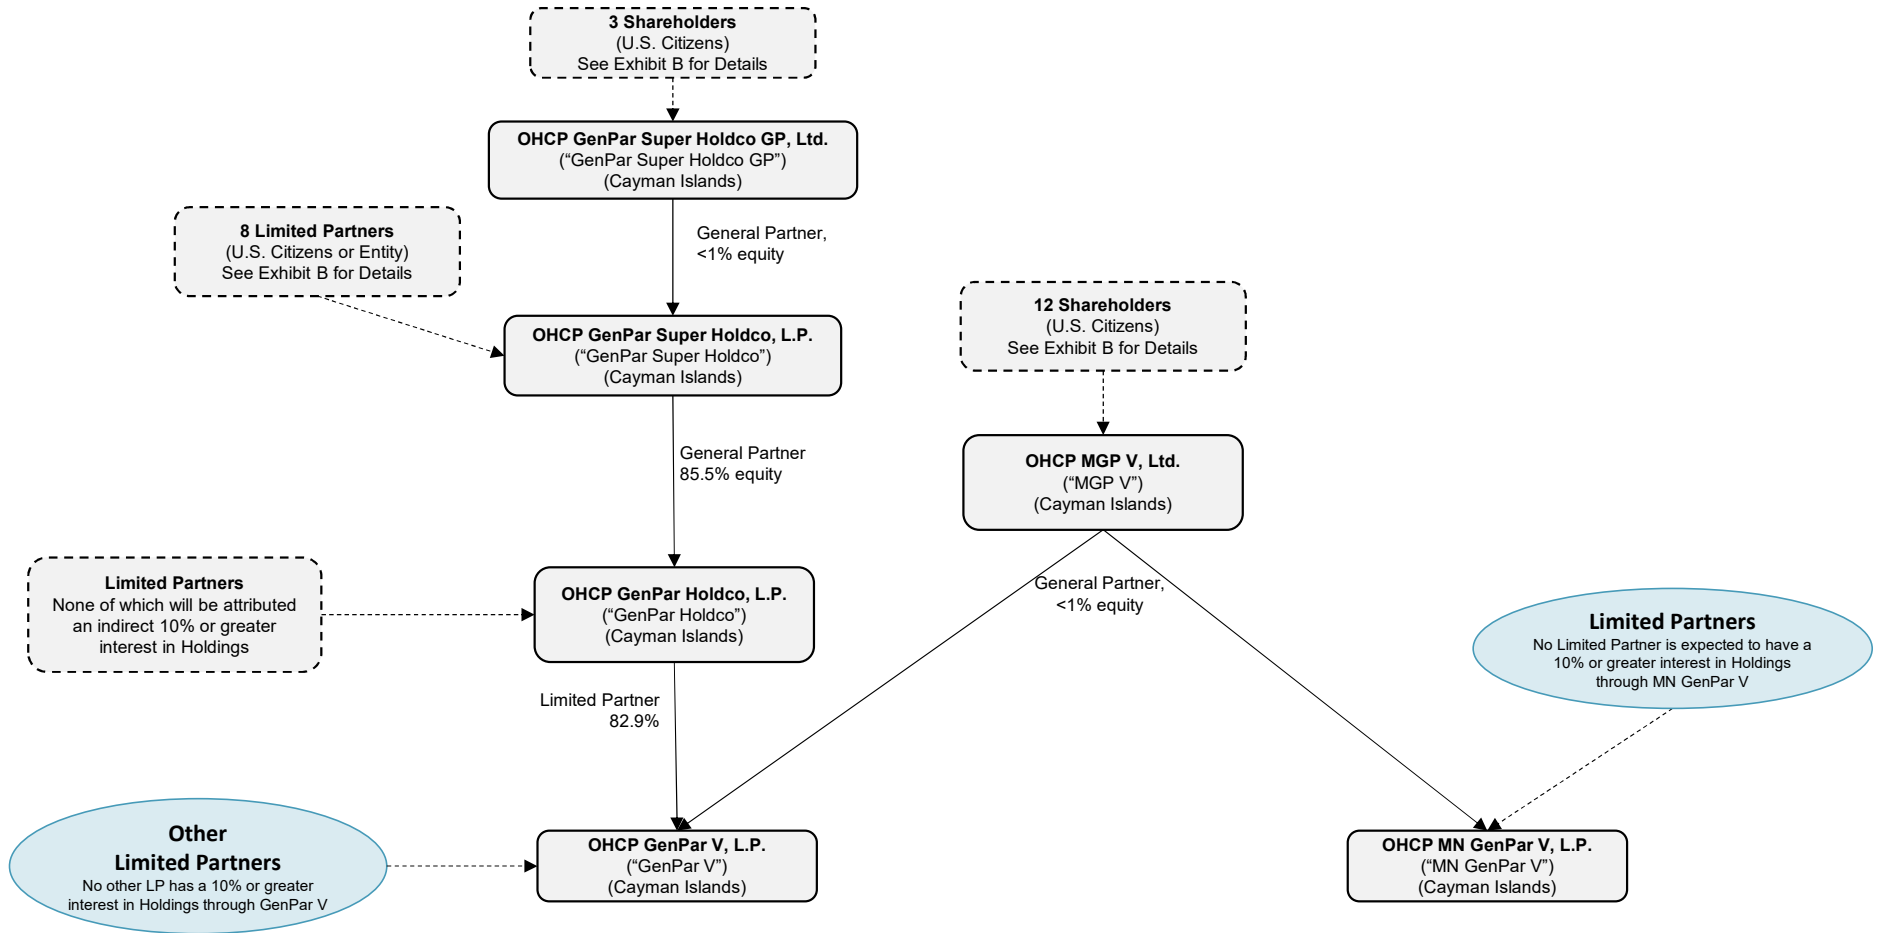 3 Shareholders
(U.S. Citizens)
See Exhibit B for Details
OHCP GenPar Super Holdco GP, Ltd.
(“GenPar Super Holdco GP”)
(Cayman Islands)
8 Limited Partners
(U.S. Citizens or Entity)
See Exhibit B for Details
General Partner,
<1% equity
OHCP GenPar Super Holdco, L.P.
(“GenPar Super Holdco”)
(Cayman Islands)
12 Shareholders
(U.S. Citizens)
See Exhibit B for Details
General Partner
85.5% equity
OHCP MGP V, Ltd.
(“MGP V”)
(Cayman Islands)
Limited Partners
None of which will be attributed
an indirect 10% or greater
interest in Holdings
OHCP GenPar Holdco, L.P.
(“GenPar Holdco”)
(Cayman Islands)
General Partner,
<1% equity
Limited Partners
No Limited Partner is expected to have a
10% or greater interest in Holdings
through MN GenPar V
Limited Partner
82.9%
Other
Limited Partners
No other LP has a 10% or greater
interest in Holdings through GenPar V
OHCP GenPar V, L.P.
(“GenPar V”)
(Cayman Islands)
OHCP MN GenPar V, L.P.
(“MN GenPar V”)
(Cayman Islands)